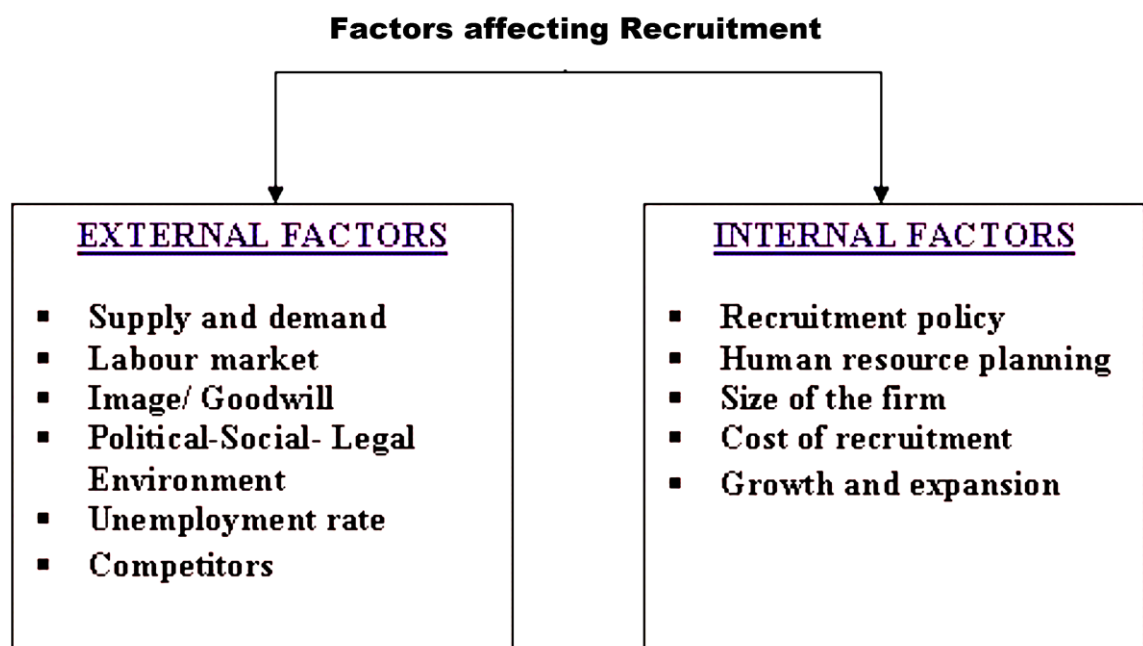 Factors affecting Recruitment
EXTERNAL FACTORS
▪ Supply and demand
▪ Labour market
▪ Image/ Goodwill
▪ Political-Social- Legal
Environment
▪ Unemployment rate
▪ Competitors
INTERNAL FACTORS
▪ Recruitment policy
▪ Human resource planning
▪ Size of the firm
▪ Cost of recruitment
▪ Growth and expansion